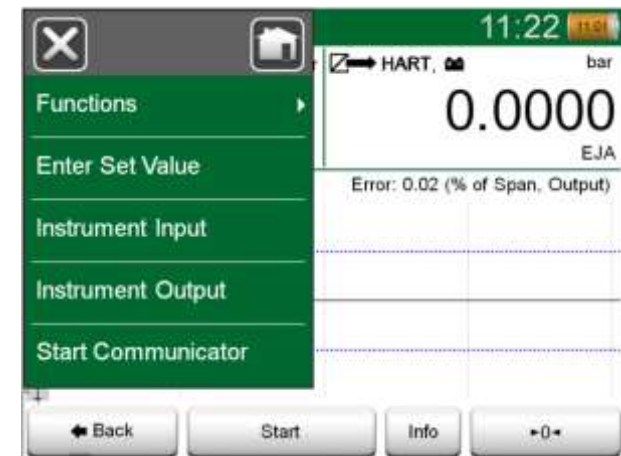 11:22
HART, bar
Functions
0.0000
EJA
Enter Set Value
Error: 0.02 (% of Span, Output)
Instrument Input
Instrument Output
Start Communicator
Back Start Info ►0◄